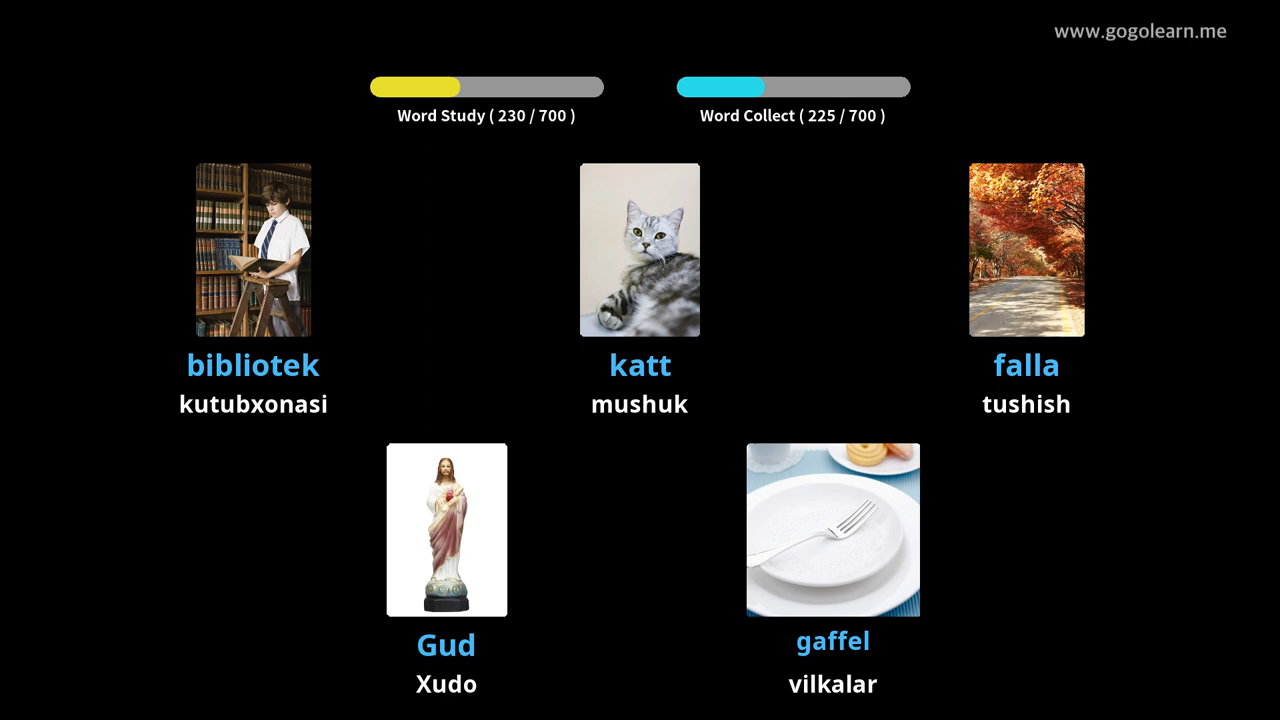 www.gogolearn.me
Word Study ( 230 / 700 )
Word Collect ( 225 / 700 )
bibliotek
kutubxonasi
katt
mushuk
falla
tushish
Gud
Xudo
gaffel
vilkalar